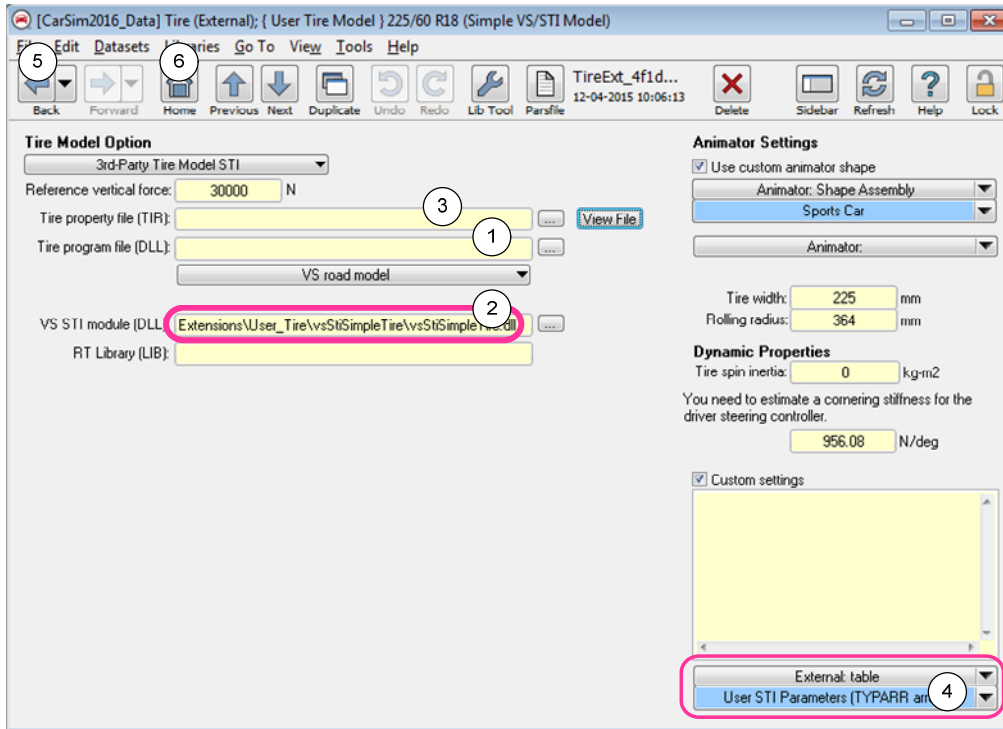 [CarSim2016_Data] Tire (External); { User Tire Model } 225/60 R18 (Simple VS/STI Model)
Edit Datasets Libraries Go To View Tools Help
5
6
Back Forward Home Previous Next Duplicate Undo Redo Lib Tool Parsfile
TireExt_4f1d...
12-04-2015 10:06:13
Delete Sidebar Refresh Help Lock
Tire Model Option
3rd-Party Tire Model STI
Reference vertical force: 30000 N
Tire property file (TIR): 3 ... View File
Tire program file (DLL): 1 ...
VS road model
2
VS STI module (DLL Extensions\User_Tire\vsStiSimpleTire\vsStiSimpleTire.dll ...
RT Library (LIB):
Animator Settings
Use custom animator shape
Animator: Shape Assembly
Sports Car
Animator:
Tire width: 225 mm
Rolling radius: 364 mm
Dynamic Properties
Tire spin inertia: 0 kg-m2
You need to estimate a cornering stiffness for the
driver steering controller.
956.08 N/deg
Custom settings
External: table
User STI Parameters (TYPARR arr 4